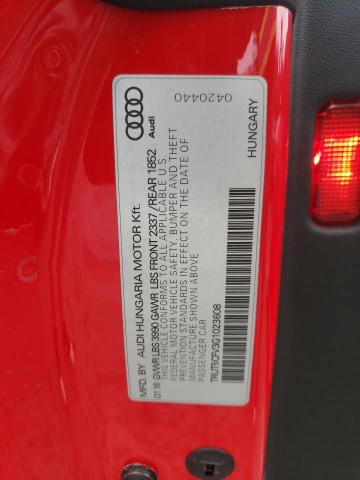 MFD. BY AUDI HUNGARIA MOTOR Kft.
01 16 GVWR LBS 3990 GAWR LBS FRONT 2337 / REAR 1852
THIS VEHICLE CONFORMS TO ALL APPLICABLE U.S.
FEDERAL MOTOR VEHICLE SAFETY, BUMPER AND THEFT
PREVENTION STANDARDS IN EFFECT ON THE DATE OF
MANUFACTURE SHOWN ABOVE.
PASSENGER CAR
TRUT5CFV3G1023608
Audi
0420440
HUNGARY